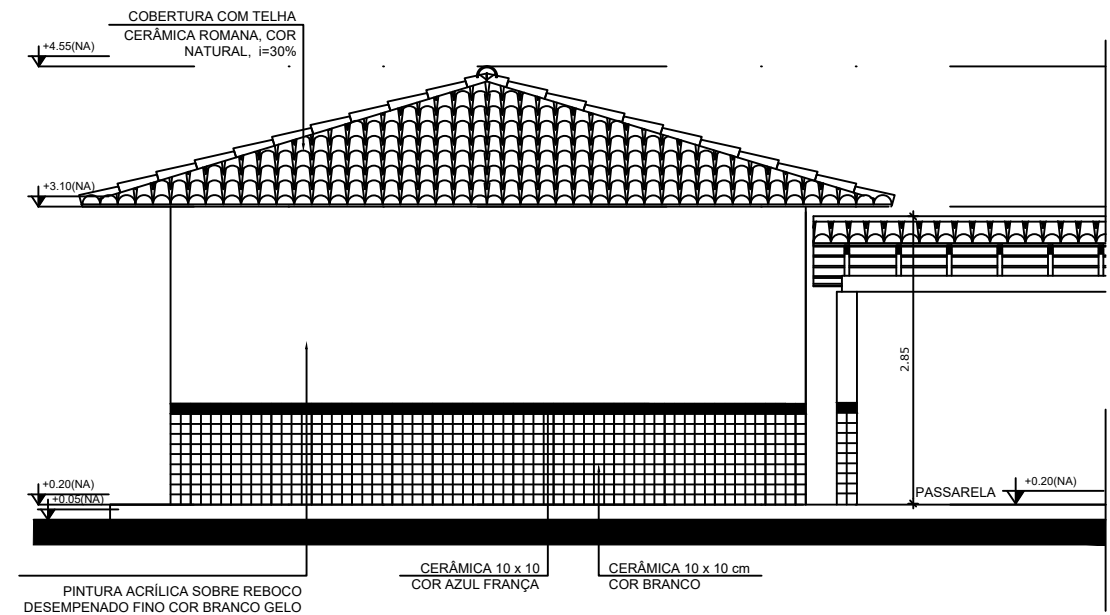 COBERTURA COM TELHA
CERÂMICA ROMANA, COR
NATURAL, i=30%
+4.55(NA)
+3.10(NA)
2.85
+0.20(NA)
+0.05(NA)
PASSARELA
+0.20(NA)
PINTURA ACRÍLICA SOBRE REBOCO
DESEMPENADO FINO COR BRANCO GELO
CERÂMICA 10 x 10
COR AZUL FRANÇA
CERÂMICA 10 x 10 cm
COR BRANCO